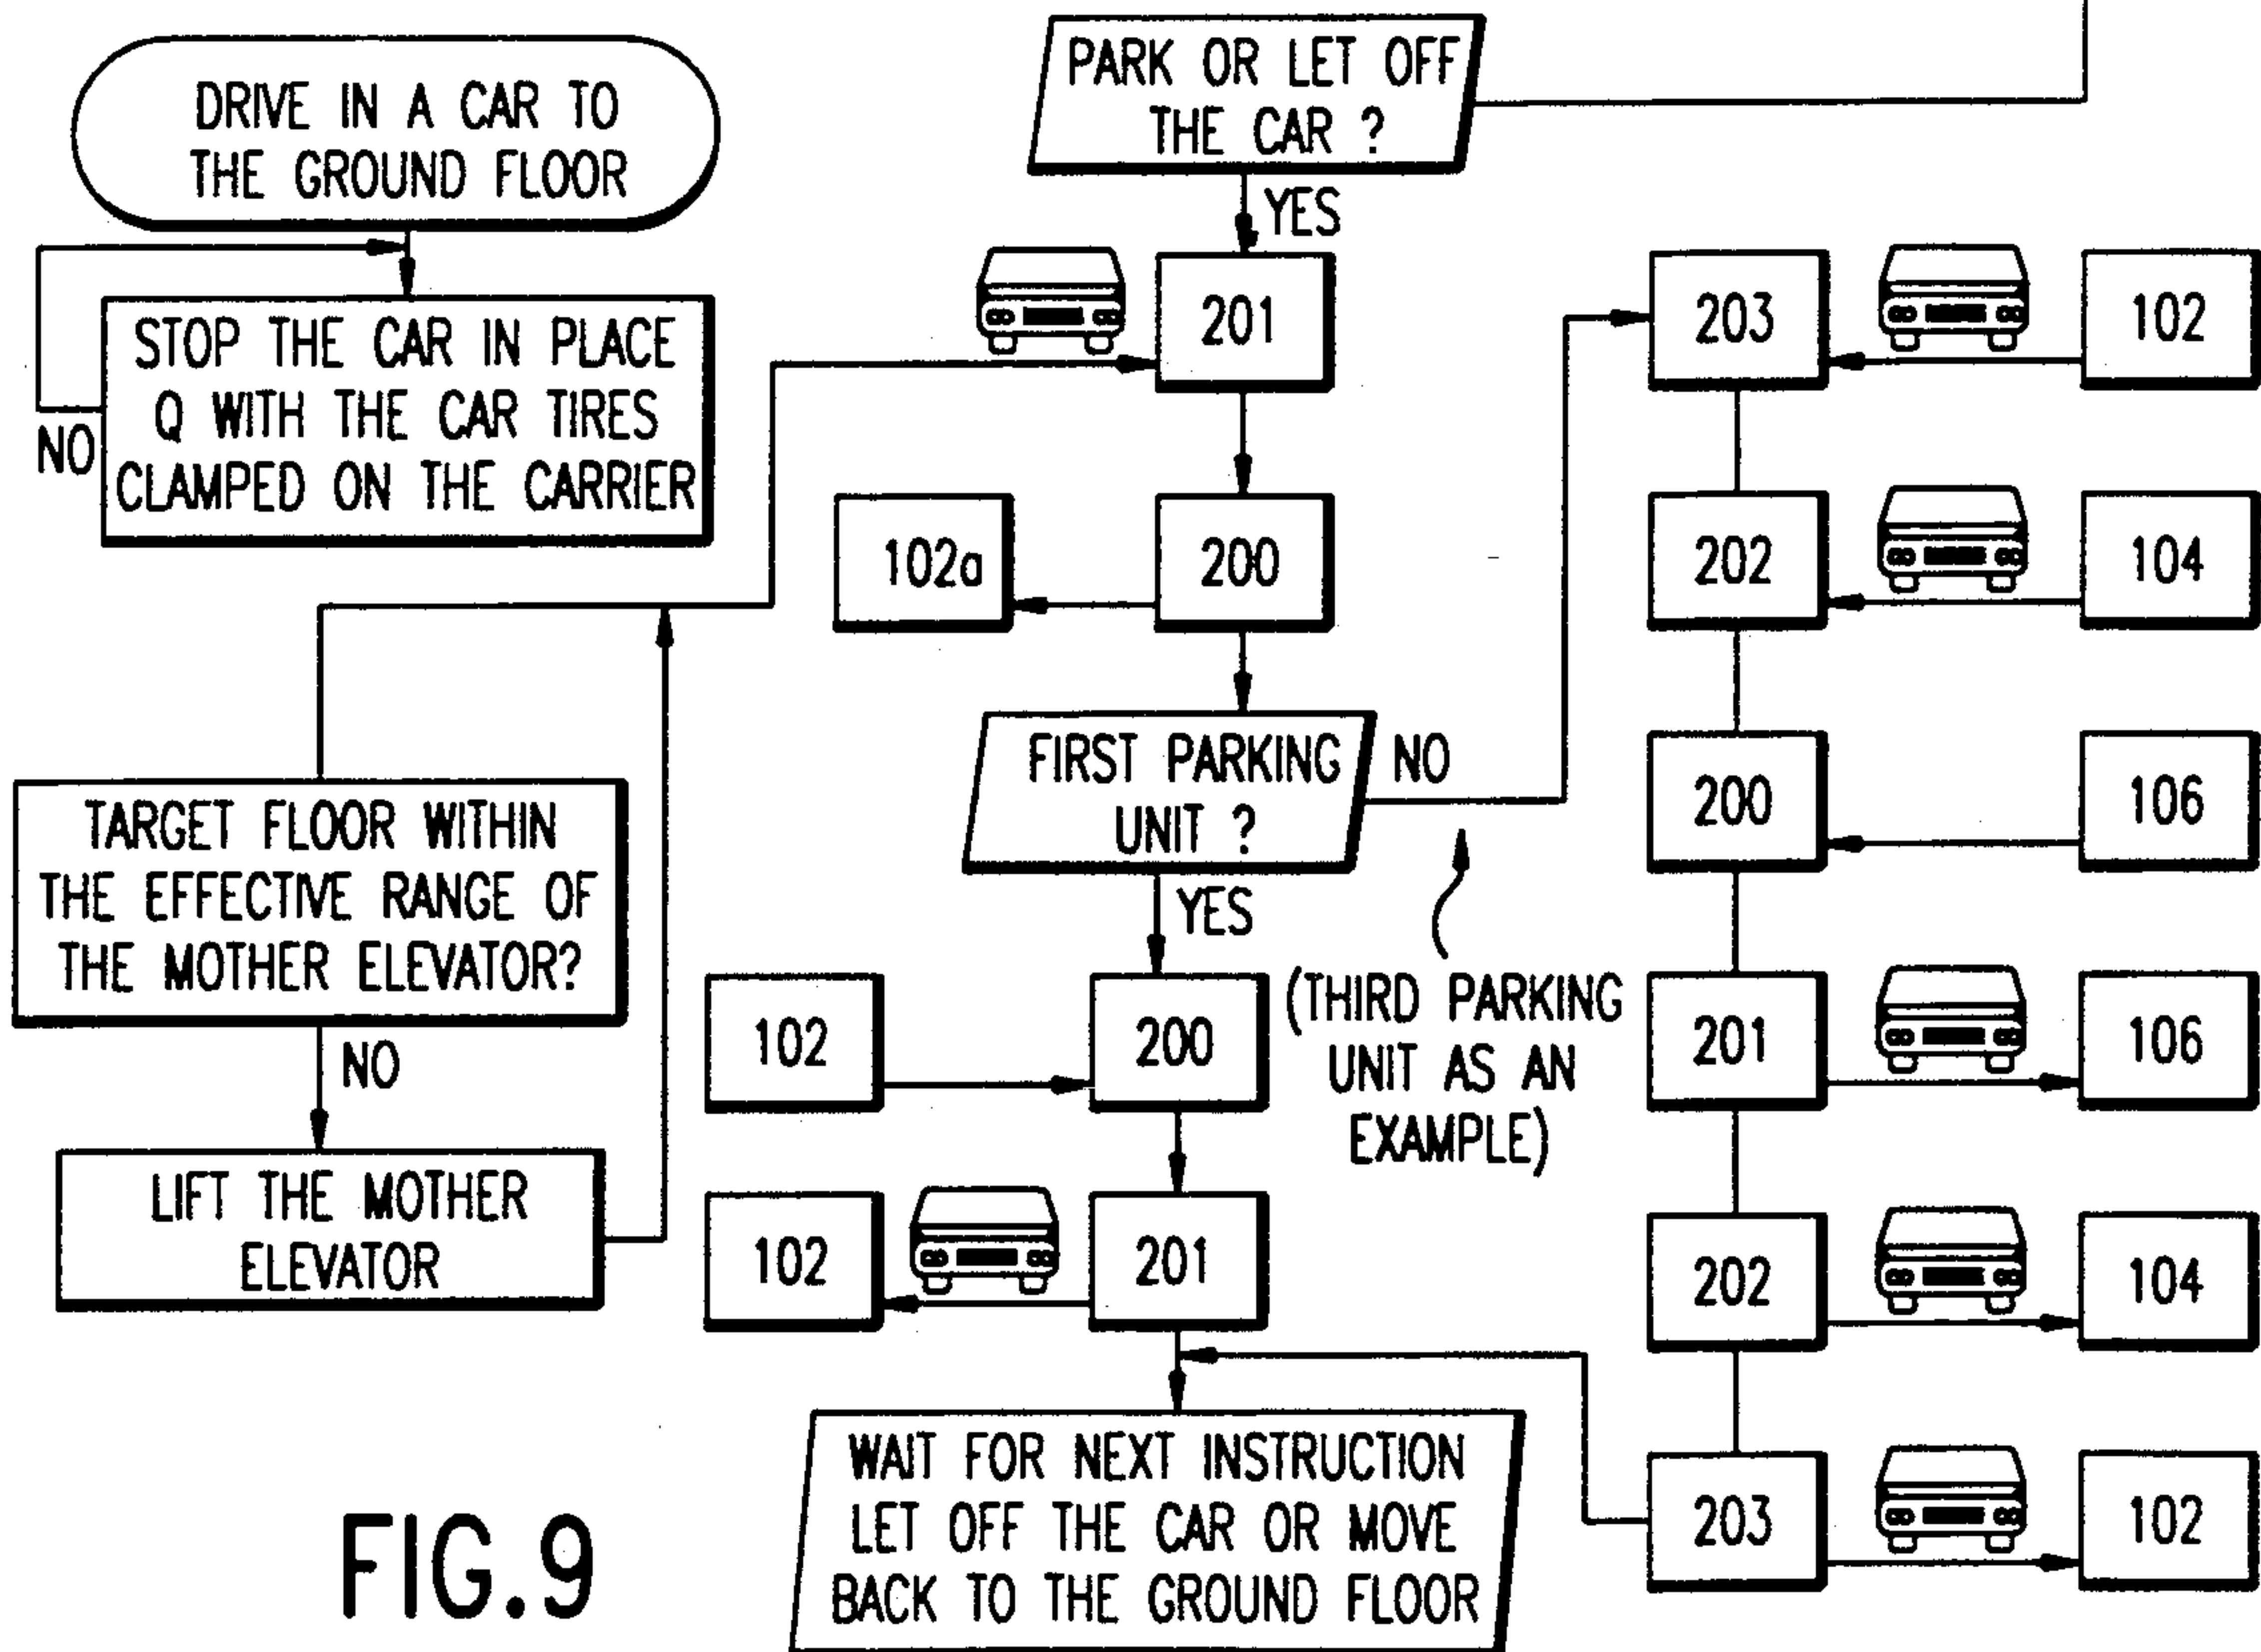 DRIVE IN A CAR TO
THE GROUND FLOOR
STOP THE CAR IN PLACE
Q WITH THE CAR TIRES
CLAMPED ON THE CARRIER
NO
TARGET FLOOR WITHIN
THE EFFECTIVE RANGE OF
THE MOTHER ELEVATOR?
NO
LIFT THE MOTHER
ELEVATOR
PARK OR LET OFF
THE CAR ?
YES
201
102a
200
FIRST PARKING
UNIT ?
NO
YES
(THIRD PARKING
UNIT AS AN
EXAMPLE)
102
200
102
201
WAIT FOR NEXT INSTRUCTION
LET OFF THE CAR OR MOVE
BACK TO THE GROUND FLOOR
203
102
202
104
200
106
201
106
202
104
203
102
FIG.9